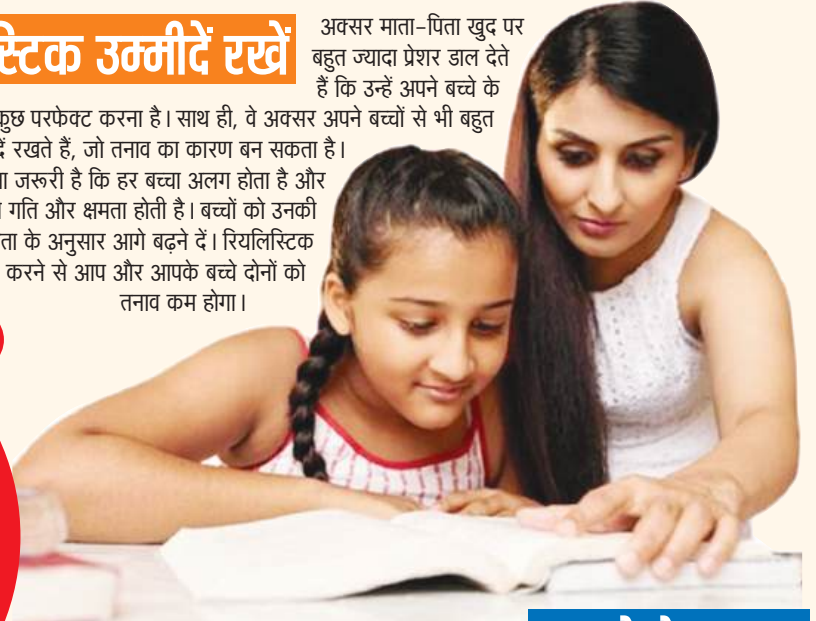 स्टिक उम्मीदें रखें
अक्सर माता-पिता खुद पर
बहुत ज्यादा प्रेशर डाल देते
हैं कि उन्हें अपने बच्चे के
कुछ परफेक्ट करना है। साथ ही, वे अक्सर अपने बच्चों से भी बहुत
रखते हैं, जो तनाव का कारण बन सकता है।
जरूरी है कि हर बच्चा अलग होता है और
गति और क्षमता होती है। बच्चों को उनकी
ता के अनुसार आगे बढ़ने दें। रियलिस्टिक
करने से आप और आपके बच्चे दोनों को
तनाव कम होगा।